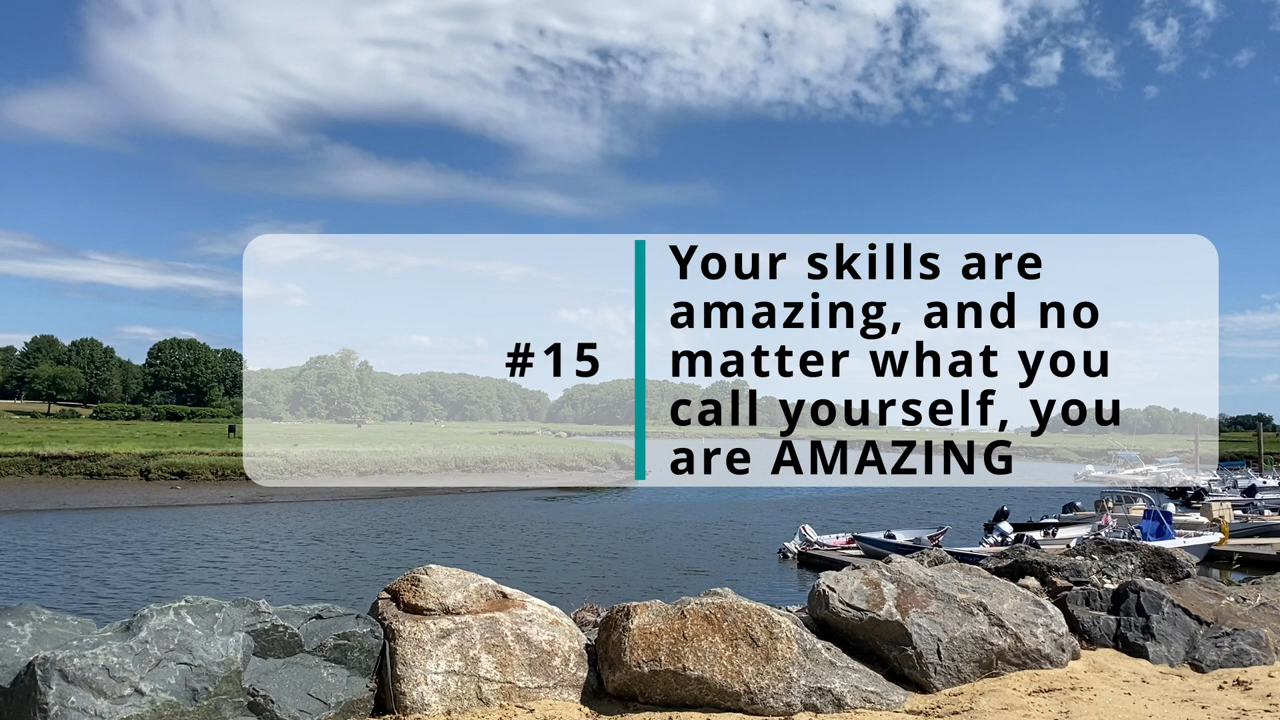 #15
Your skills are
amazing, and no
matter what you
call yourself, you
are AMAZING